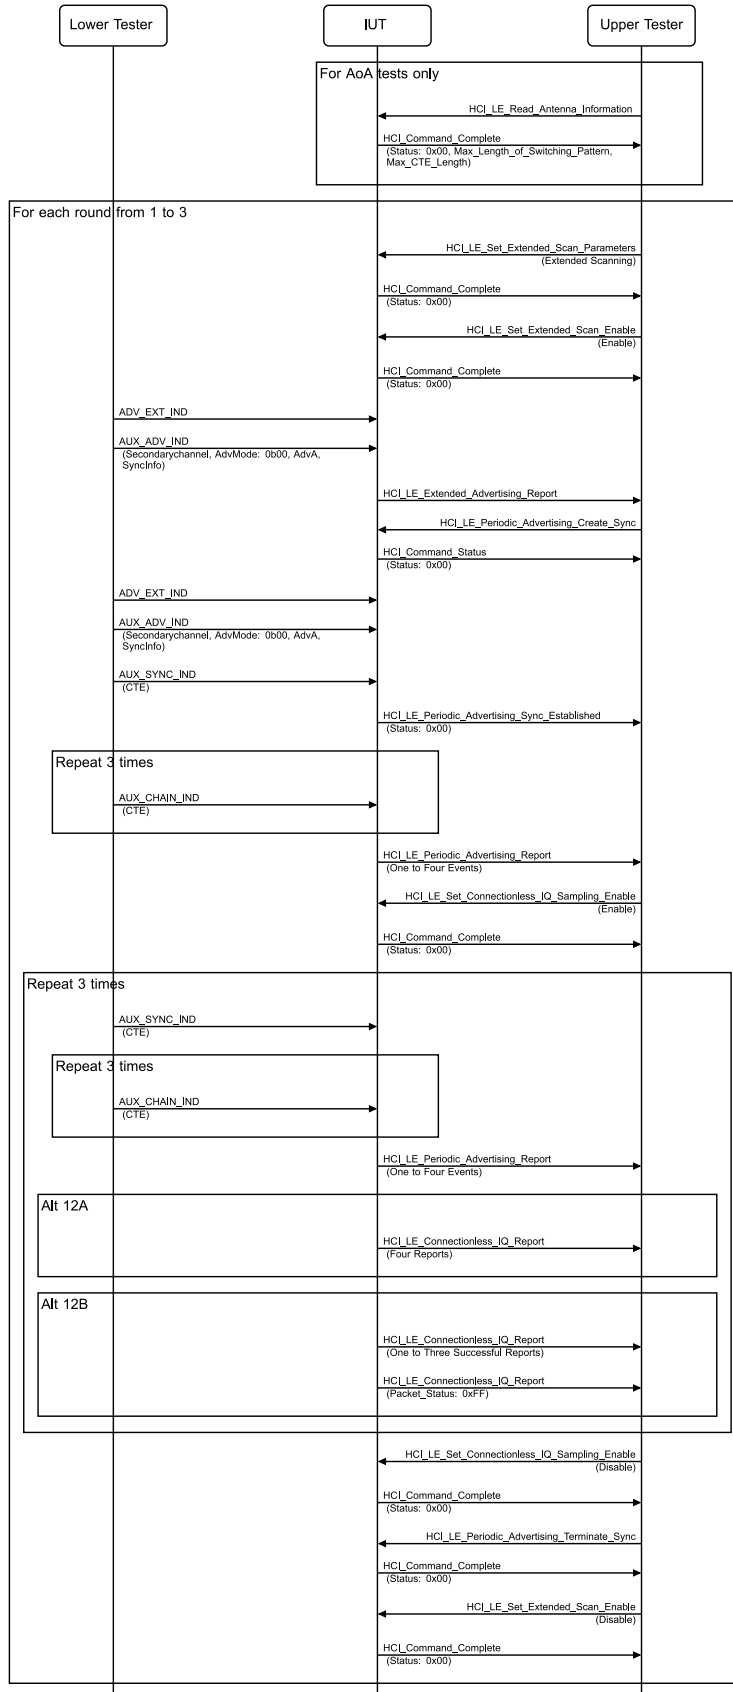 Lower Tester
IUT
Upper Tester
For AoA tests only
HCI_LE_Read_Antenna_Information
HCI_Command_Complete
(Status: 0x00, Max_Length_of_Switching_Pattern,
Max_CTE_Length)
For each round from 1 to 3
HCI_LE_Set_Extended_Scan_Parameters
(Extended Scanning)
HCI_Command_Complete
(Status: 0x00)
HCI_LE_Set_Extended_Scan_Enable
(Enable)
HCI_Command_Complete
(Status: 0x00)
ADV_EXT_IND
AUX_ADV_IND
(Secondarychannel, AdvMode: 0b00, AdvA,
SyncInfo)
HCI_LE_Extended_Advertising_Report
HCI_LE_Periodic_Advertising_Create_Sync
HCI_Command_Status
(Status: 0x00)
ADV_EXT_IND
AUX_ADV_IND
(Secondarychannel, AdvMode: 0b00, AdvA,
SyncInfo)
AUX_SYNC_IND
(CTE)
HCI_LE_Periodic_Advertising_Sync_Established
(Status: 0x00)
Repeat 3 times
AUX_CHAIN_IND
(CTE)
HCI_LE_Periodic_Advertising_Report
(One to Four Events)
HCI_LE_Set_Connectionless_IQ_Sampling_Enable
(Enable)
HCI_Command_Complete
(Status: 0x00)
Repeat 3 times
AUX_SYNC_IND
(CTE)
Repeat 3 times
AUX_CHAIN_IND
(CTE)
HCI_LE_Periodic_Advertising_Report
(One to Four Events)
Alt 12A
HCI_LE_Connectionless_IQ_Report
(Four Reports)
Alt 12B
HCI_LE_Connectionless_IQ_Report
(One to Three Successful Reports)
HCI_LE_Connectionless_IQ_Report
(Packet_Status: 0xFF)
HCI_LE_Set_Connectionless_IQ_Sampling_Enable
(Disable)
HCI_Command_Complete
(Status: 0x00)
HCI_LE_Periodic_Advertising_Terminate_Sync
HCI_Command_Complete
(Status: 0x00)
HCI_LE_Set_Extended_Scan_Enable
(Disable)
HCI_Command_Complete
(Status: 0x00)